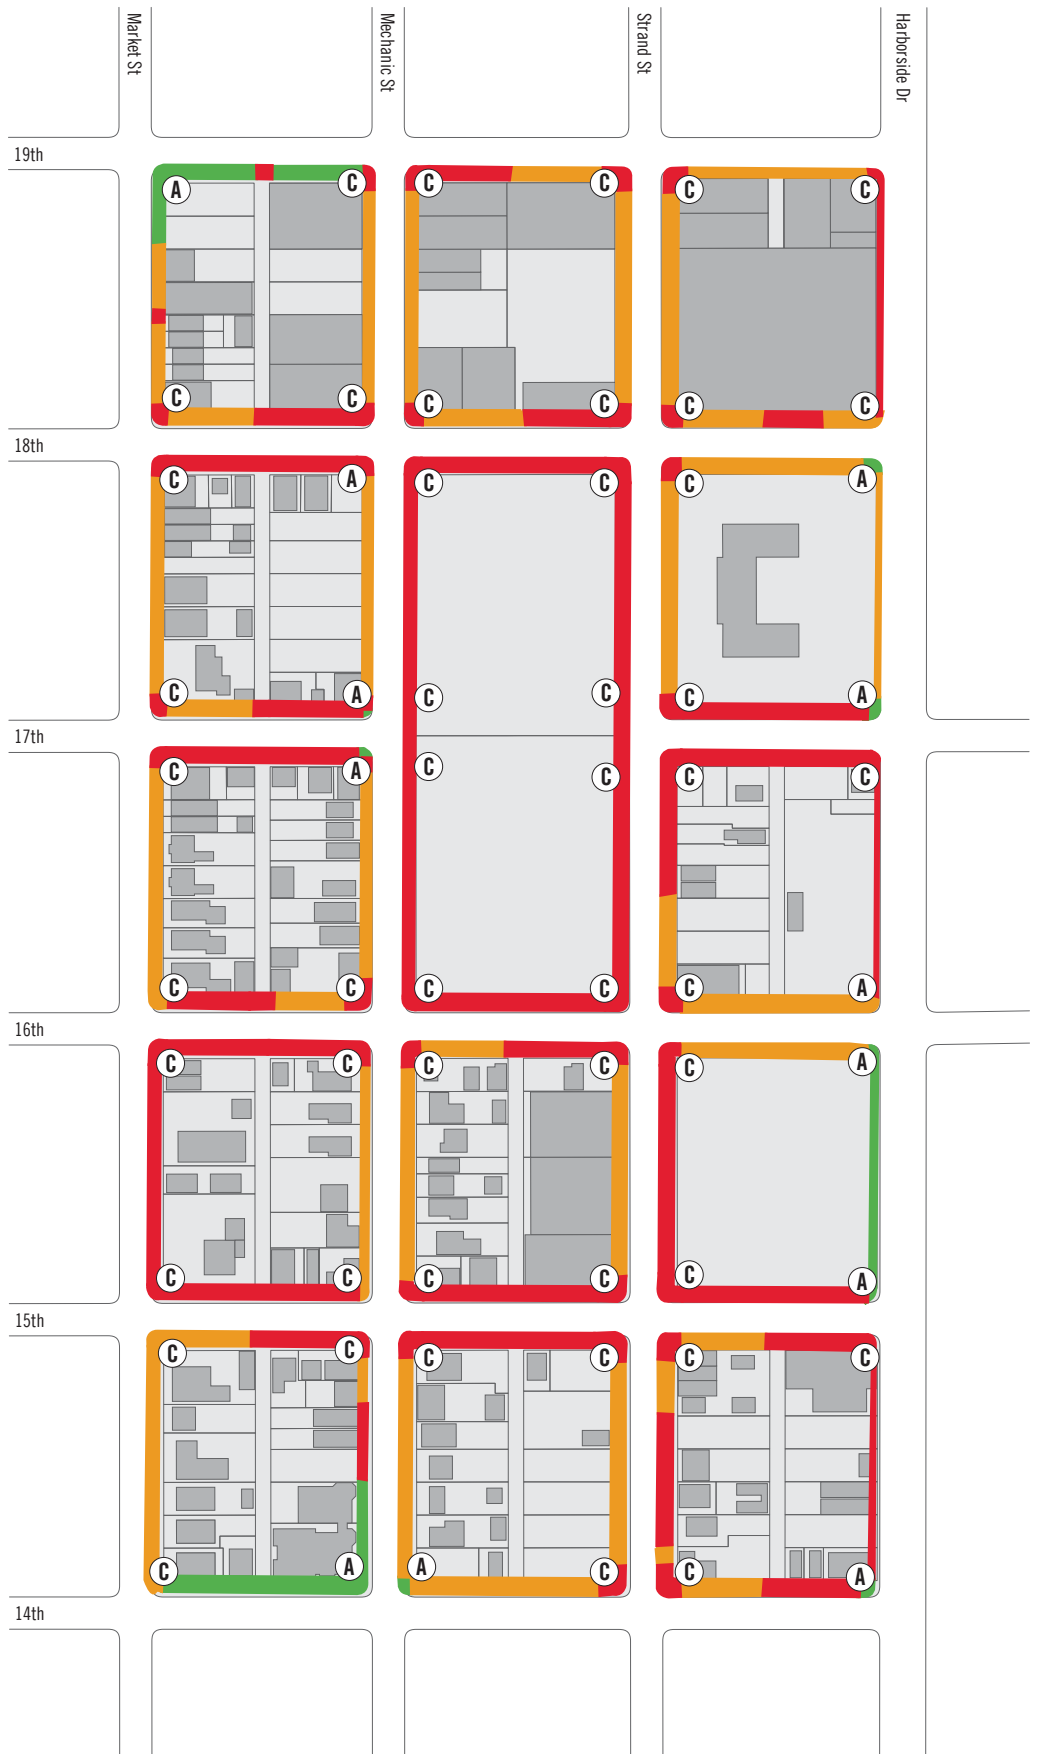 Market St
Mechanic St
Strand St
Harborside Dr
19th
A C C C C C
C C C C C C
18th
C A C C C A
C A C C C A
17th
C A C C C C
C C C C C A
16th
C C C C C A
C C C C C A
15th
C C C C C C
C A A C C A
14th